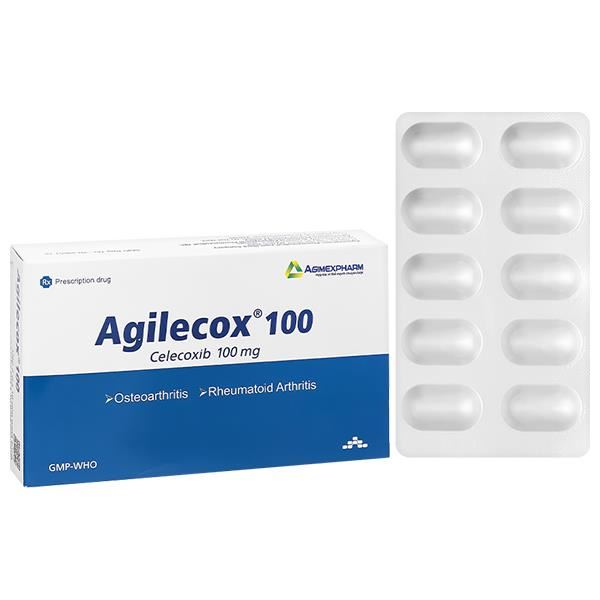 Rx Prescription drug
AGIMEXPHARM
Agilecox® 100
Celecoxib 100 mg
➢Osteoarthritis ➢Rheumatoid Arthritis
GMP-WHO
Agilecox® 100